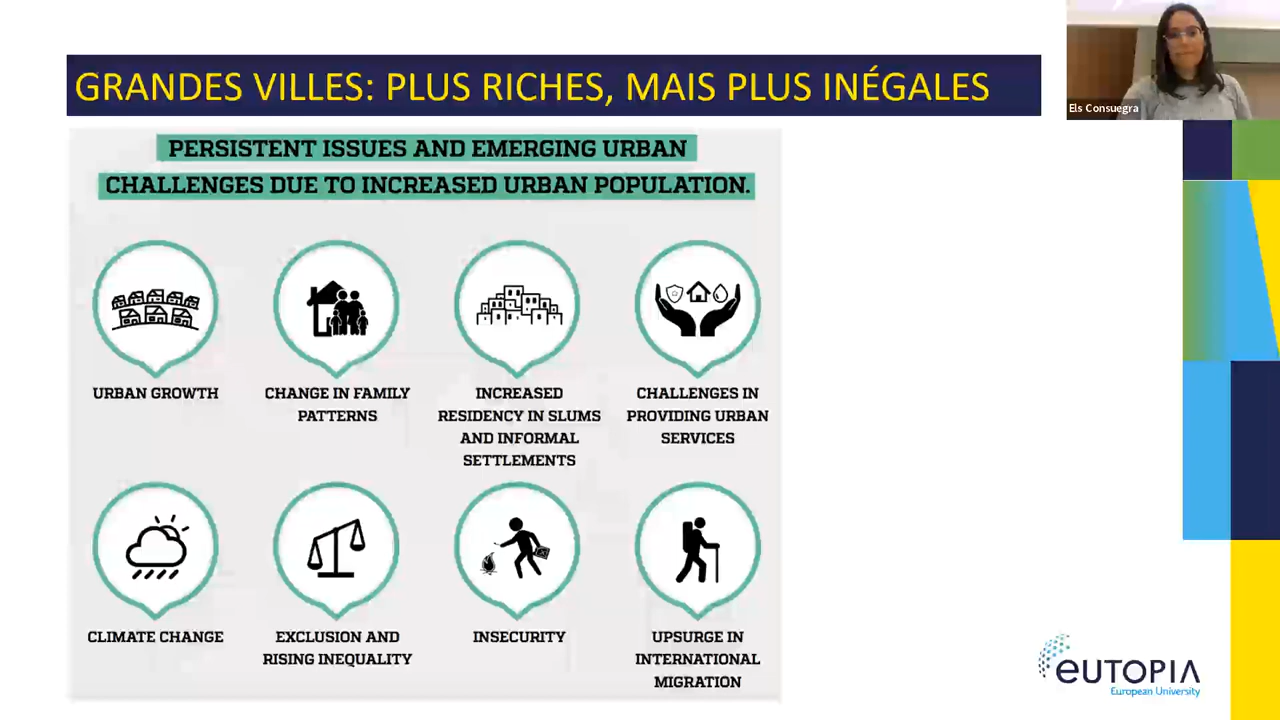 GRANDES VILLES: PLUS RICHES, MAIS PLUS INÉGALES
Els Consuegra
PERSISTENT ISSUES AND EMERGING URBAN
CHALLENGES DUE TO INCREASED URBAN POPULATION.
URBAN GROWTH
CHANGE IN FAMILY
PATTERNS
INCREASED
RESIDENCY IN SLUMS
AND INFORMAL
SETTLEMENTS
CHALLENGES IN
PROVIDING URBAN
SERVICES
CLIMATE CHANGE
EXCLUSION AND
RISING INEQUALITY
INSECURITY
UPSURGE IN
INTERNATIONAL
MIGRATION
EUTOPIA
European University